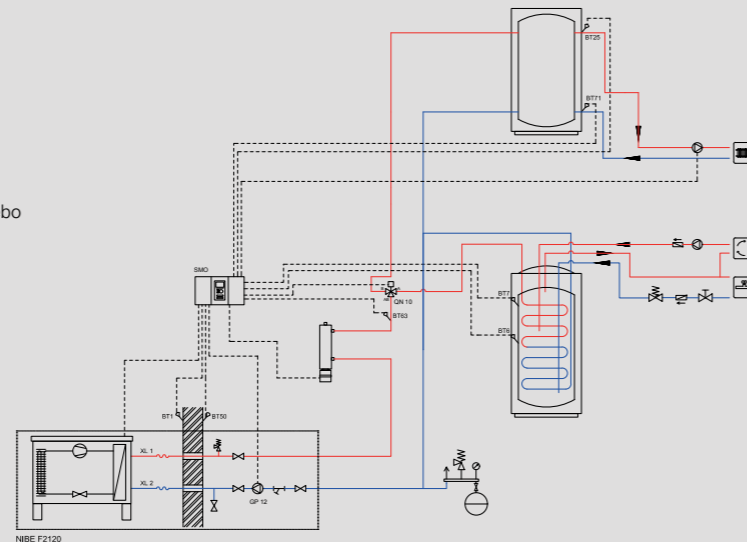 BT25
BT71
bo
SMO
QN 10
BT63
BT7
BT6
BT1
BT50
XL 1
XL 2
GP 12
NIBE F2120